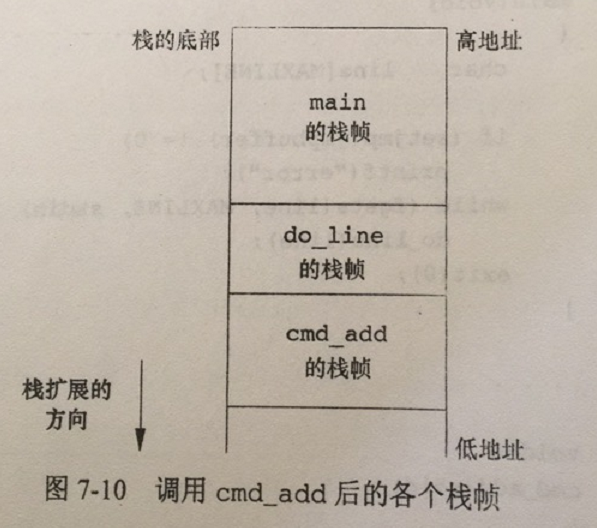 栈的底部
高地址
main
的栈帧
do_line
的栈帧
cmd_add
的栈帧
栈扩展的
方向
低地址
图 7-10 调用 cmd_add 后的各个栈帧